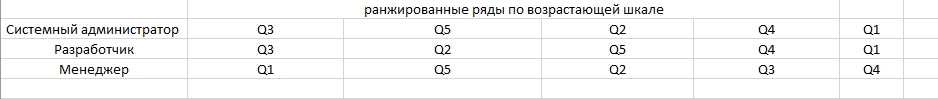 ранжированные ряды по возрастающей шкале
Системный администратор Q3 Q5 Q2 Q4 Q1
Разработчик Q3 Q2 Q5 Q4 Q1
Менеджер Q1 Q5 Q2 Q3 Q4